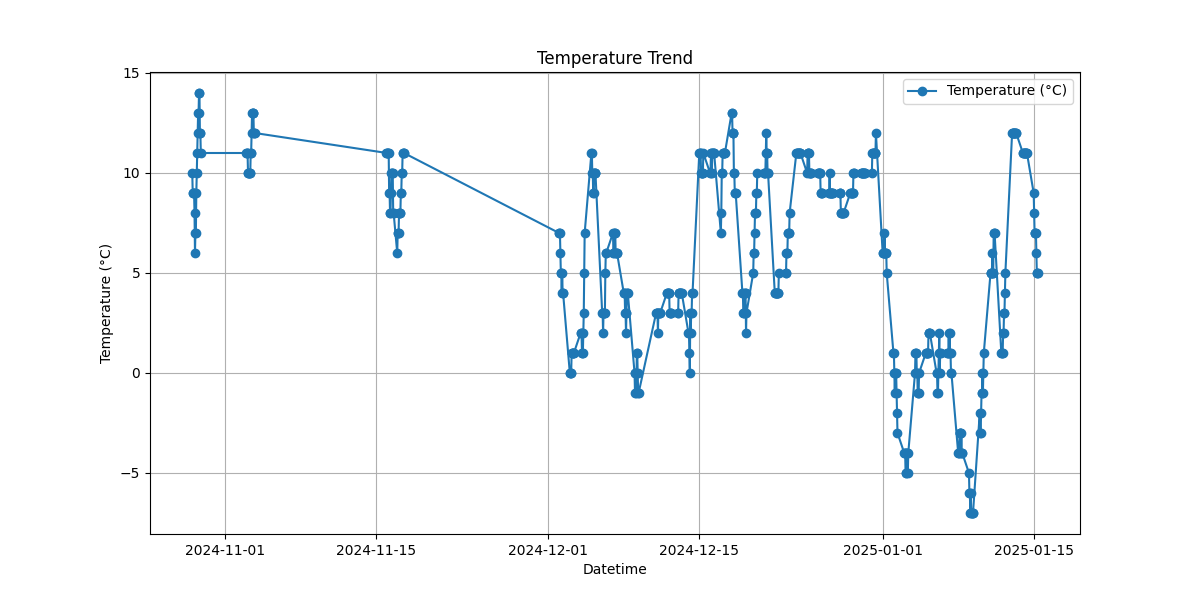 Temperature Trend
Temperature (°C)
15
10
5
0
−5
Temperature (°C)
2024-11-01 2024-11-15 2024-12-01 2024-12-15 2025-01-01 2025-01-15
Datetime